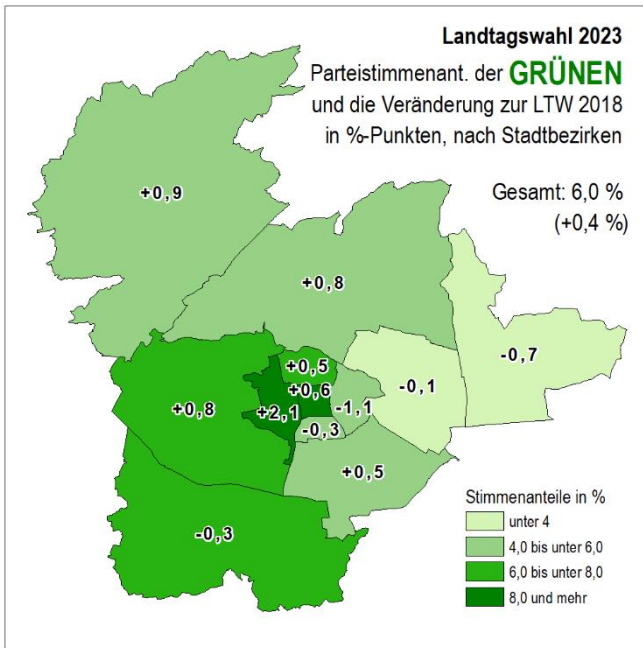 Landtagswahl 2023
Parteistimmenant. der GRÜNEN
und die Veränderung zur LTW 2018
in %-Punkten, nach Stadtbezirken
Gesamt: 6,0 %
(+0,4 %)
+0,9
+0,8
-0,7
+0,5
-0,1
+0,6
+0,8
+2,1
-1,1
-0,3
+0,5
-0,3
Stimmenanteile in %
unter 4
4,0 bis unter 6,0
6,0 bis unter 8,0
8,0 und mehr